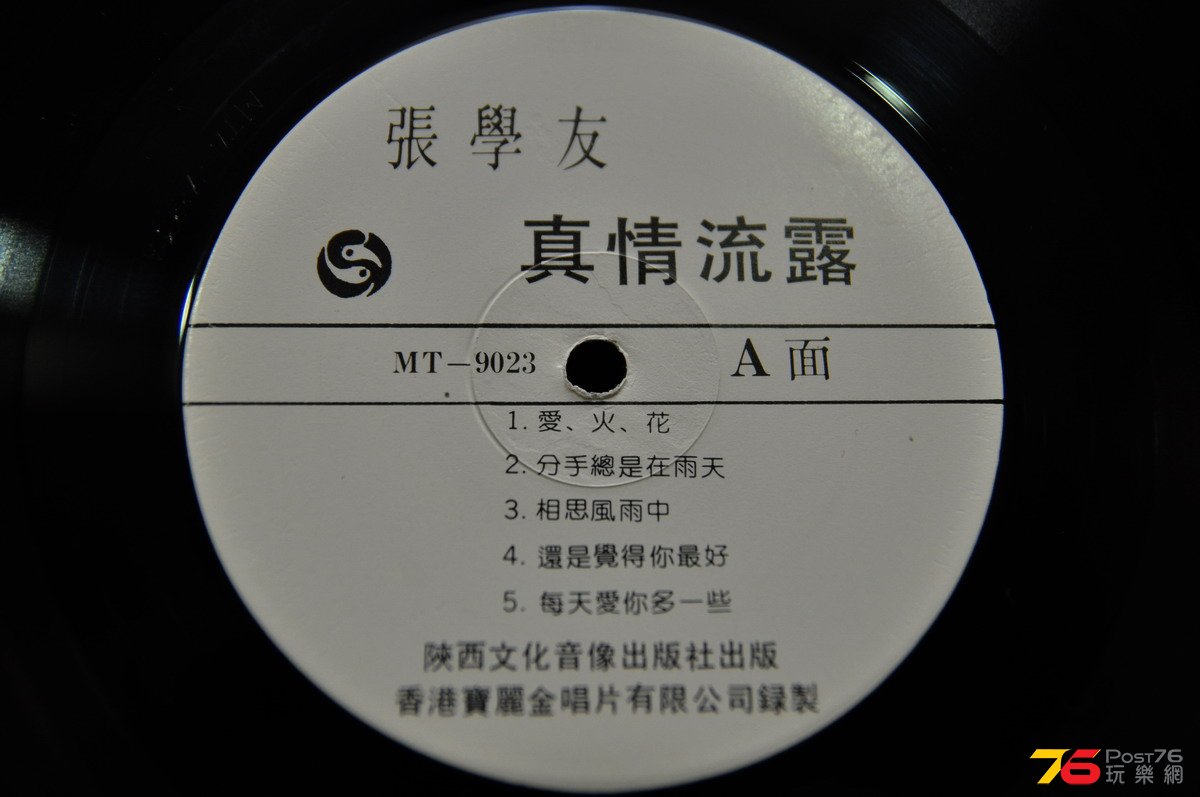 張學友
真情流露
MT－9023 A面
1. 愛、火、花
2. 分手總是在雨天
3. 相思風雨中
4. 還是覺得你最好
5. 每天愛你多一些
陝西文化音像出版社出版
香港寶麗金唱片有限公司録製
76 POST76
玩樂網